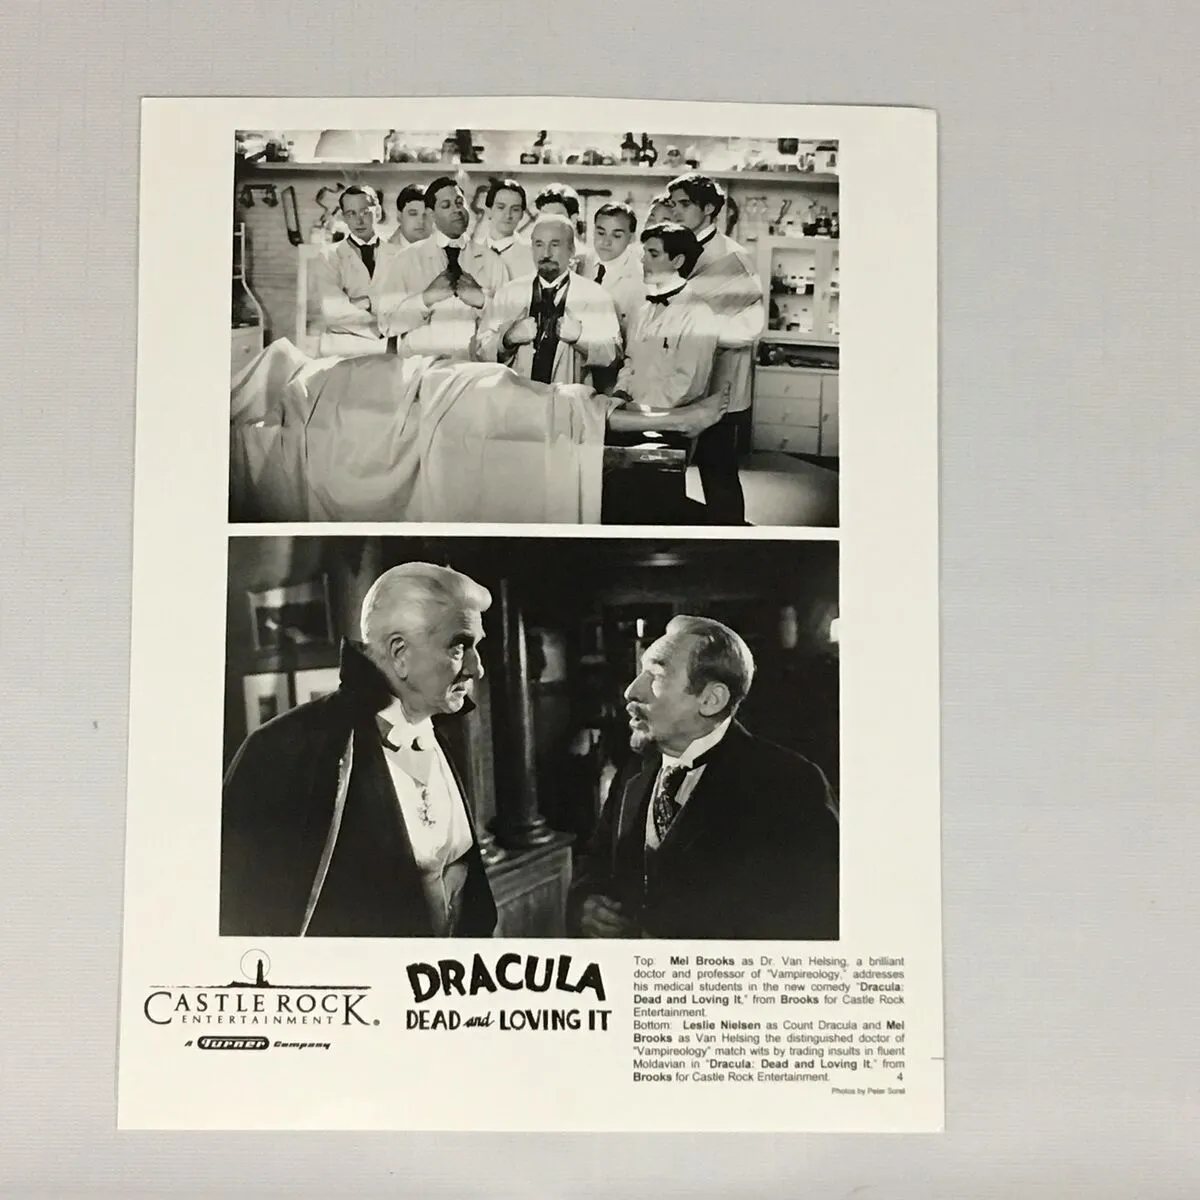 CASTLE ROCK
ENTERTAINMENT
A TURNER Company
DRACULA
DEAD and LOVING IT
Top: Mel Brooks as Dr. Van Helsing, a brilliant
doctor and professor of "Vampireology," addresses
his medical students in the new comedy "Dracula:
Dead and Loving It," from Brooks for Castle Rock
Entertainment.
Bottom: Leslie Nielsen as Count Dracula and Mel
Brooks as Van Helsing the distinguished doctor of
"Vampireology" match wits by trading insults in fluent
Moldavian in "Dracula: Dead and Loving It," from
Brooks for Castle Rock Entertainment. 4
Photos by Peter Sorel